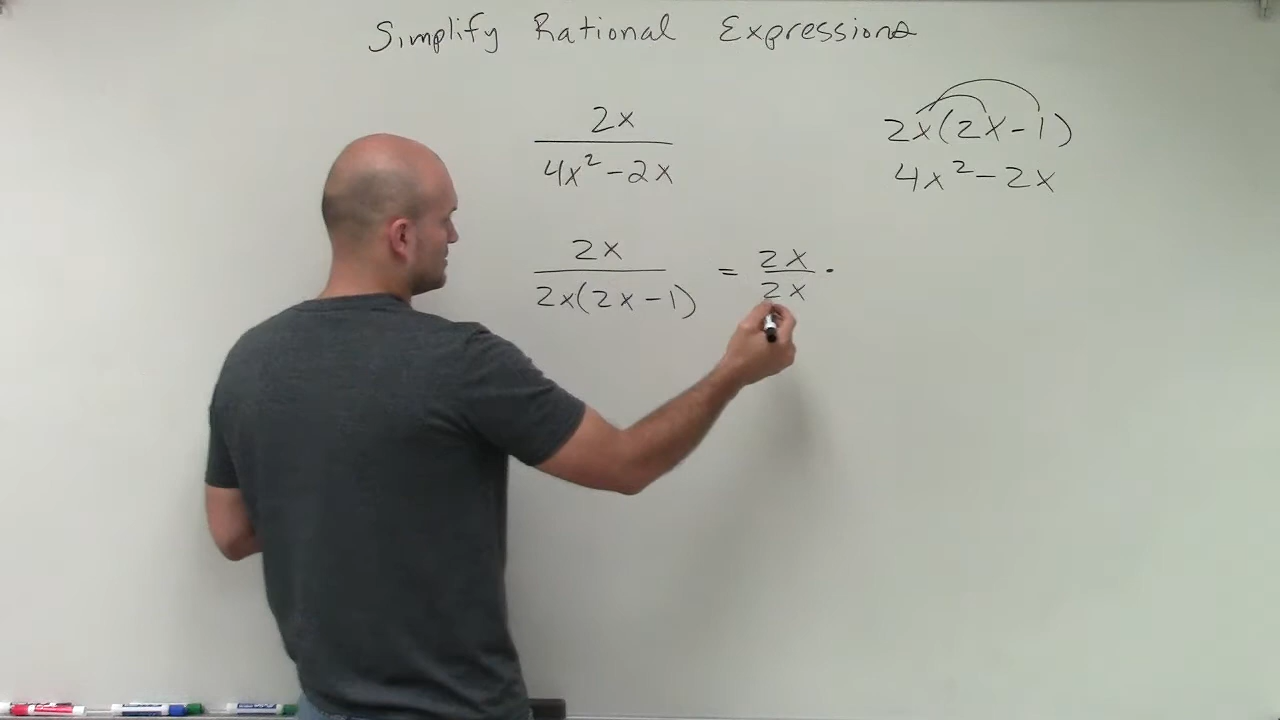 Simplify Rational Expressions
2x
4x² - 2x
2x(2x - 1)
4x² - 2x
2x
2x(2x - 1)
= 2x
2x ·